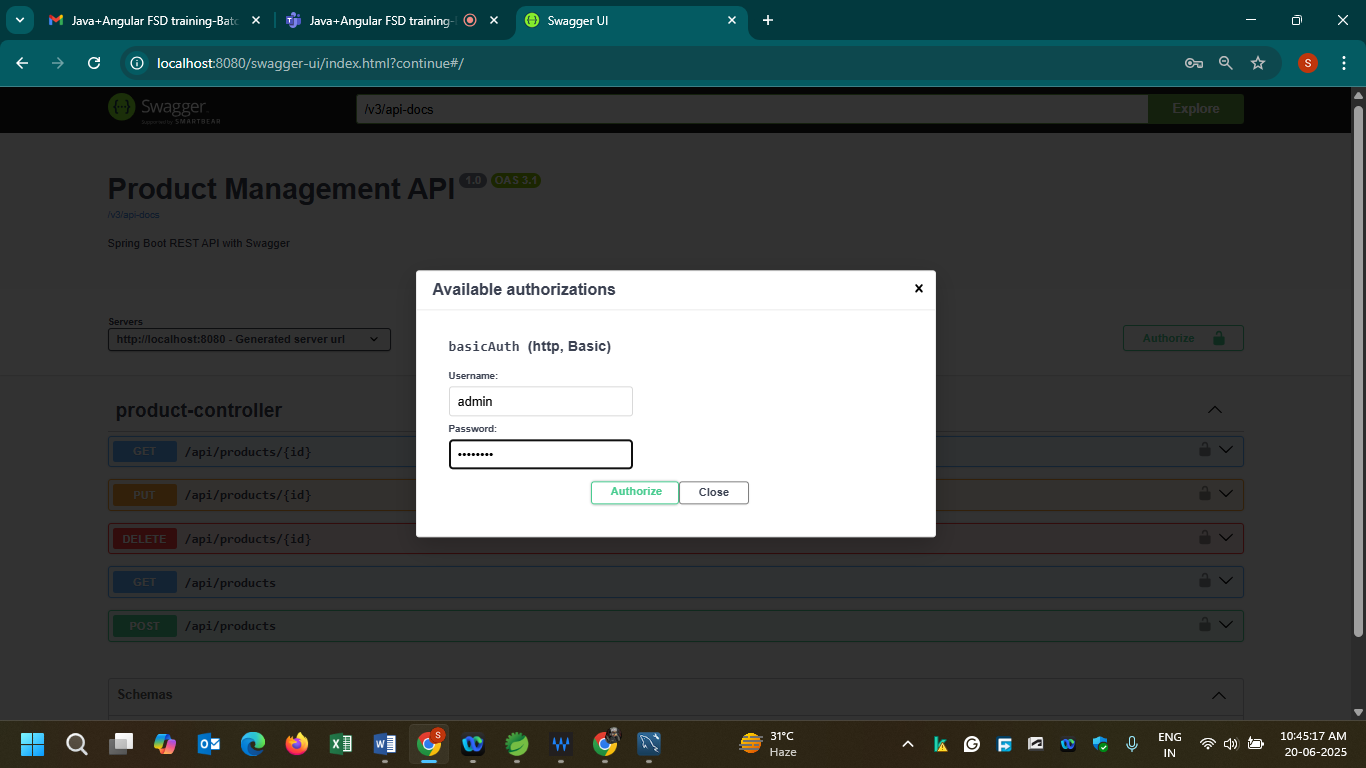 Java+Angular FSD training-Batc
Java+Angular FSD training-
Swagger UI
localhost:8080/swagger-ui/index.html?continue#/
S
Swagger
Supported by SMARTBEAR
/v3/api-docs
Explore
Product Management API 1.0 OAS 3.1
/v3/api-docs
Spring Boot REST API with Swagger
Available authorizations
basicAuth (http, Basic)
Username:
admin
Password:
••••••••
Authorize
Close
Servers
http://localhost:8080 - Generated server url
Authorize
product-controller
GET /api/products/{id}
PUT /api/products/{id}
DELETE /api/products/{id}
GET /api/products
POST /api/products
Schemas
31°C
Haze
ENG
IN
10:45:17 AM
20-06-2025